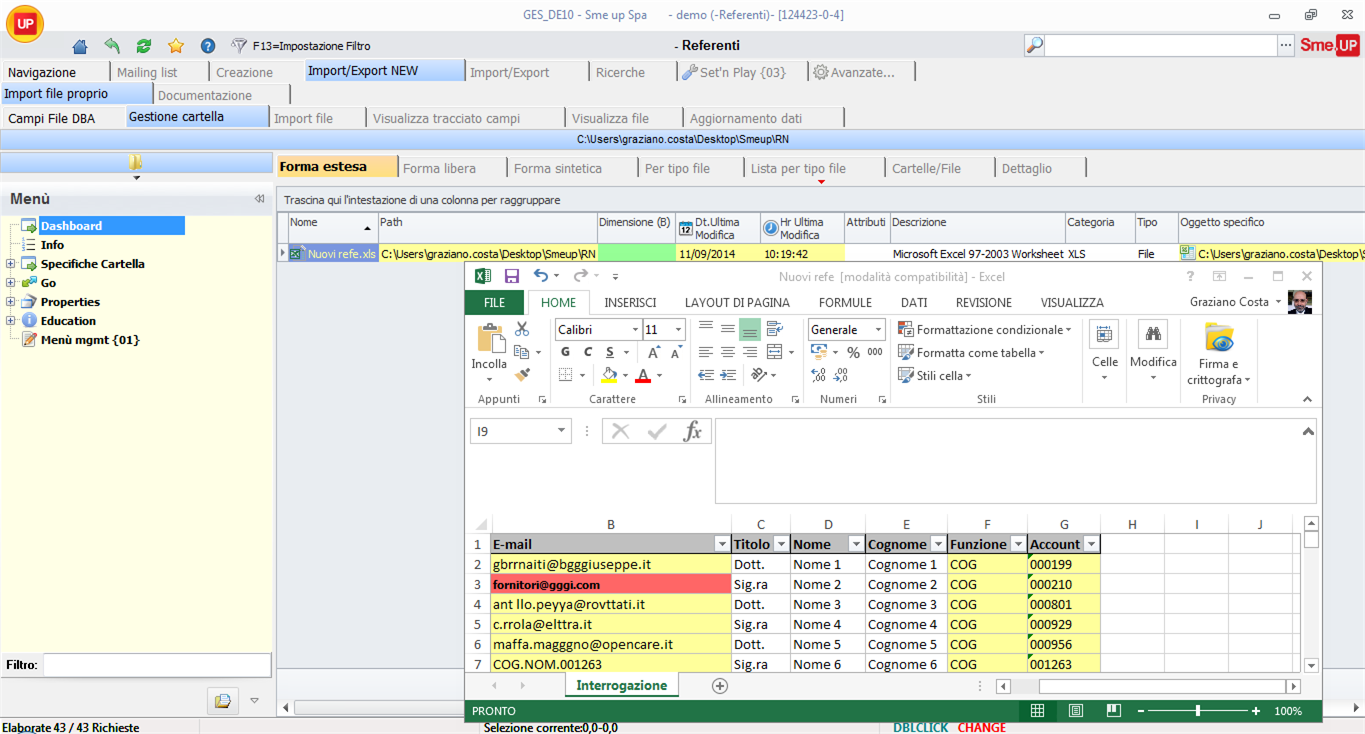 UP
GES_DE10 - Sme up Spa - demo (-Referenti)- [124423-0-4]
F13=Impostazione Filtro
- Referenti
Sme.UP
Navigazione Mailing list Creazione Import/Export NEW Import/Export Ricerche Set'n Play {03} Avanzate...
Import file proprio Documentazione
Campi File DBA Gestione cartella Import file Visualizza tracciato campi Visualizza file Aggiornamento dati
C:\Users\graziano.costa\Desktop\Smeup\RN
Forma estesa Forma libera Forma sintetica Per tipo file Lista per tipo file Cartelle/File Dettaglio
Menù
Dashboard
Info
Specifiche Cartella
Go
Properties
Education
Menù mgmt {01}
Filtro:
Trascina qui l'intestazione di una colonna per raggruppare
Nome Path Dimensione (B) Dt.Ultima Modifica Hr Ultima Modifica Attributi Descrizione Categoria Tipo Oggetto specifico
Nuovi refe.xls C:\Users\graziano.costa\Desktop\Smeup\RN 11/09/2014 10:19:42 Microsoft Excel 97-2003 Worksheet XLS File C:\Users\graziano.costa\Desktop\S
Nuovi refe [modalità compatibilità] - Excel
FILE HOME INSERISCI LAYOUT DI PAGINA FORMULE DATI REVISIONE VISUALIZZA Graziano Costa
Incolla
Calibri 11
G C S
Generale
% 000
Formattazione condizionale
Formatta come tabella
Stili cella
Celle
Modifica
Firma e
crittografa
Appunti Carattere Allineamento Numeri Stili Privacy
I9 fx
B C D E F G H I J
1 E-mail Titolo Nome Cognome Funzione Account
2 gbrrnaiti@bgggiuseppe.it Dott. Nome 1 Cognome 1 COG 000199
3 fornitori@gggi.com Sig.ra Nome 2 Cognome 2 COG 000210
4 ant llo.peyya@rovttati.it Dott. Nome 3 Cognome 3 COG 000801
5 c.rrola@elttra.it Sig.ra Nome 4 Cognome 4 COG 000929
6 maffa.magggno@opencare.it Dott. Nome 5 Cognome 5 COG 000956
7 COG.NOM.001263 Sig.ra Nome 6 Cognome 6 COG 001263
Interrogazione
PRONTO 100%
Elaborate 43 / 43 Richieste Selezione corrente:0,0-0,0 DBLCLICK CHANGE